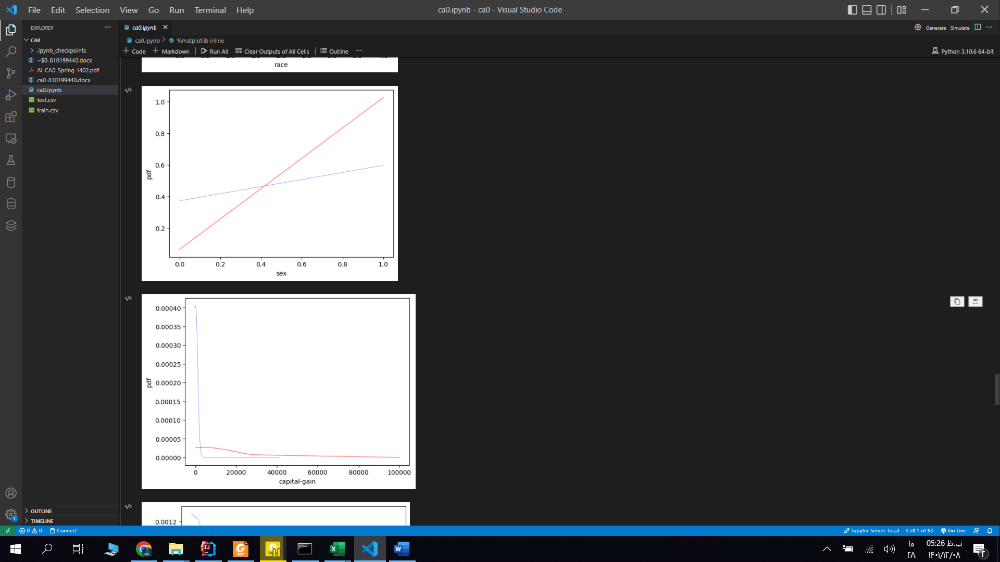 File Edit Selection View Go Run Terminal Help
ca0.ipynb - ca0 - Visual Studio Code
EXPLORER
CA0
.ipynb_checkpoints
~$0-810199440.docx
AI-CA0-Spring 1402.pdf
ca0-810199440.docx
ca0.ipynb
test.csv
train.csv
OUTLINE
TIMELINE
ca0.ipynb
Generate Simulate
ca0.ipynb > %matplotlib inline
+ Code + Markdown Run All Clear Outputs of All Cells Outline ...
Python 3.10.6 64-bit
race
1.0
0.8
0.6
0.4
0.2
pdf
0.0 0.2 0.4 0.6 0.8 1.0
sex
0.00040
0.00035
0.00030
0.00025
0.00020
0.00015
0.00010
0.00005
0.00000
pdf
0 20000 40000 60000 80000 100000
capital-gain
0.0012
0 0 Connect
Jupyter Server: local Cell 1 of 53 Go Live
1
فا
FA
05:26 ب.ظ
۱۴۰۱/۱۲/۰۸
۲